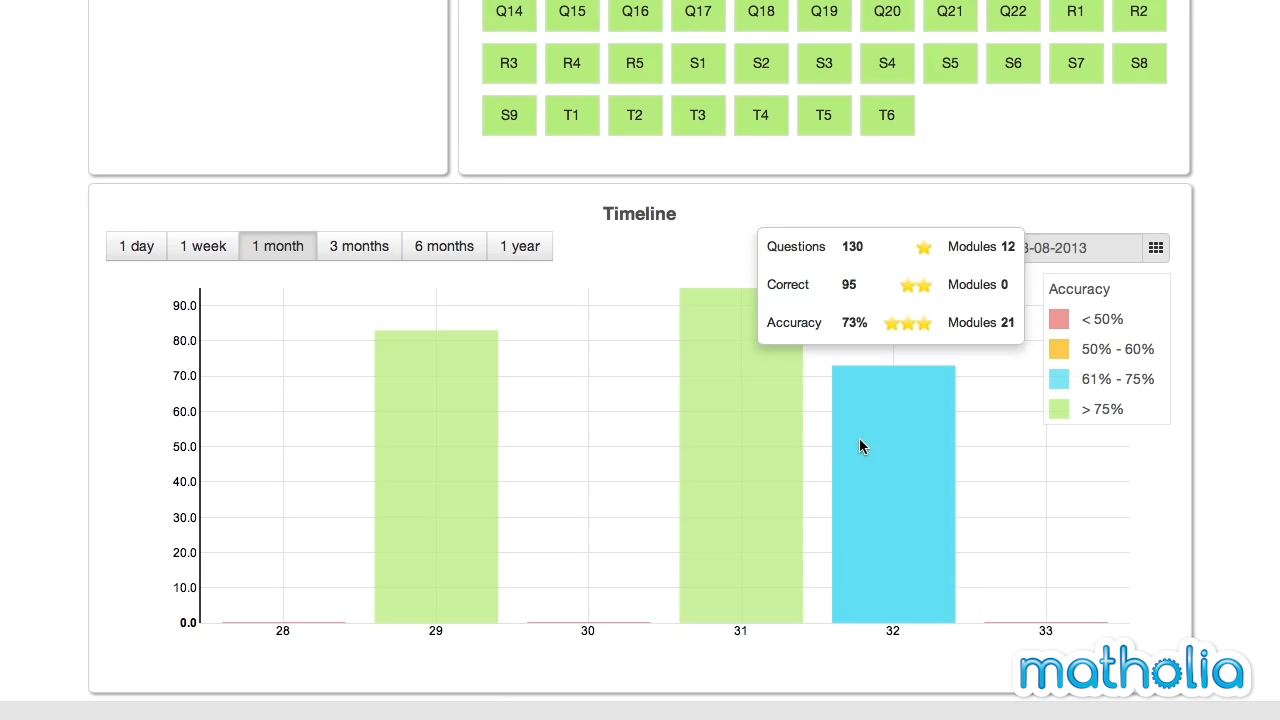 Q14 Q15 Q16 Q17 Q18 Q19 Q20 Q21 Q22 R1 R2
R3 R4 R5 S1 S2 S3 S4 S5 S6 S7 S8
S9 T1 T2 T3 T4 T5 T6
Timeline
1 day 1 week 1 month 3 months 6 months 1 year
Questions 130 Modules 12
Correct 95 Modules 0
Accuracy 73% Modules 21
-08-2013
Accuracy
< 50%
50% - 60%
61% - 75%
> 75%
90.0
80.0
70.0
60.0
50.0
40.0
30.0
20.0
10.0
0.0
28 29 30 31 32 33
matholia